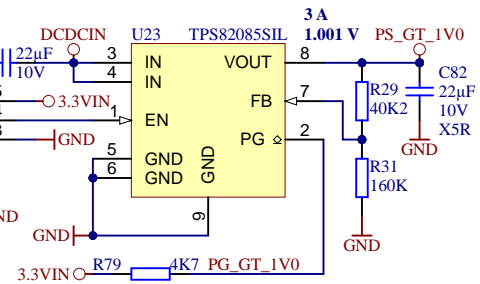 3 A
DCDCIN U23 TPS82085SIL 1.001 V PS_GT_1V0
22µF 10V
3 IN VOUT 8
4 IN
C82 22µF 10V X5R
R29 40K2
3.3VIN
FB 7
1 EN
GND
PG 2
GND
5 GND
6 GND
GND
R31 160K
9
ND
GND
GND
3.3VIN R79 4K7 PG_GT_1V0